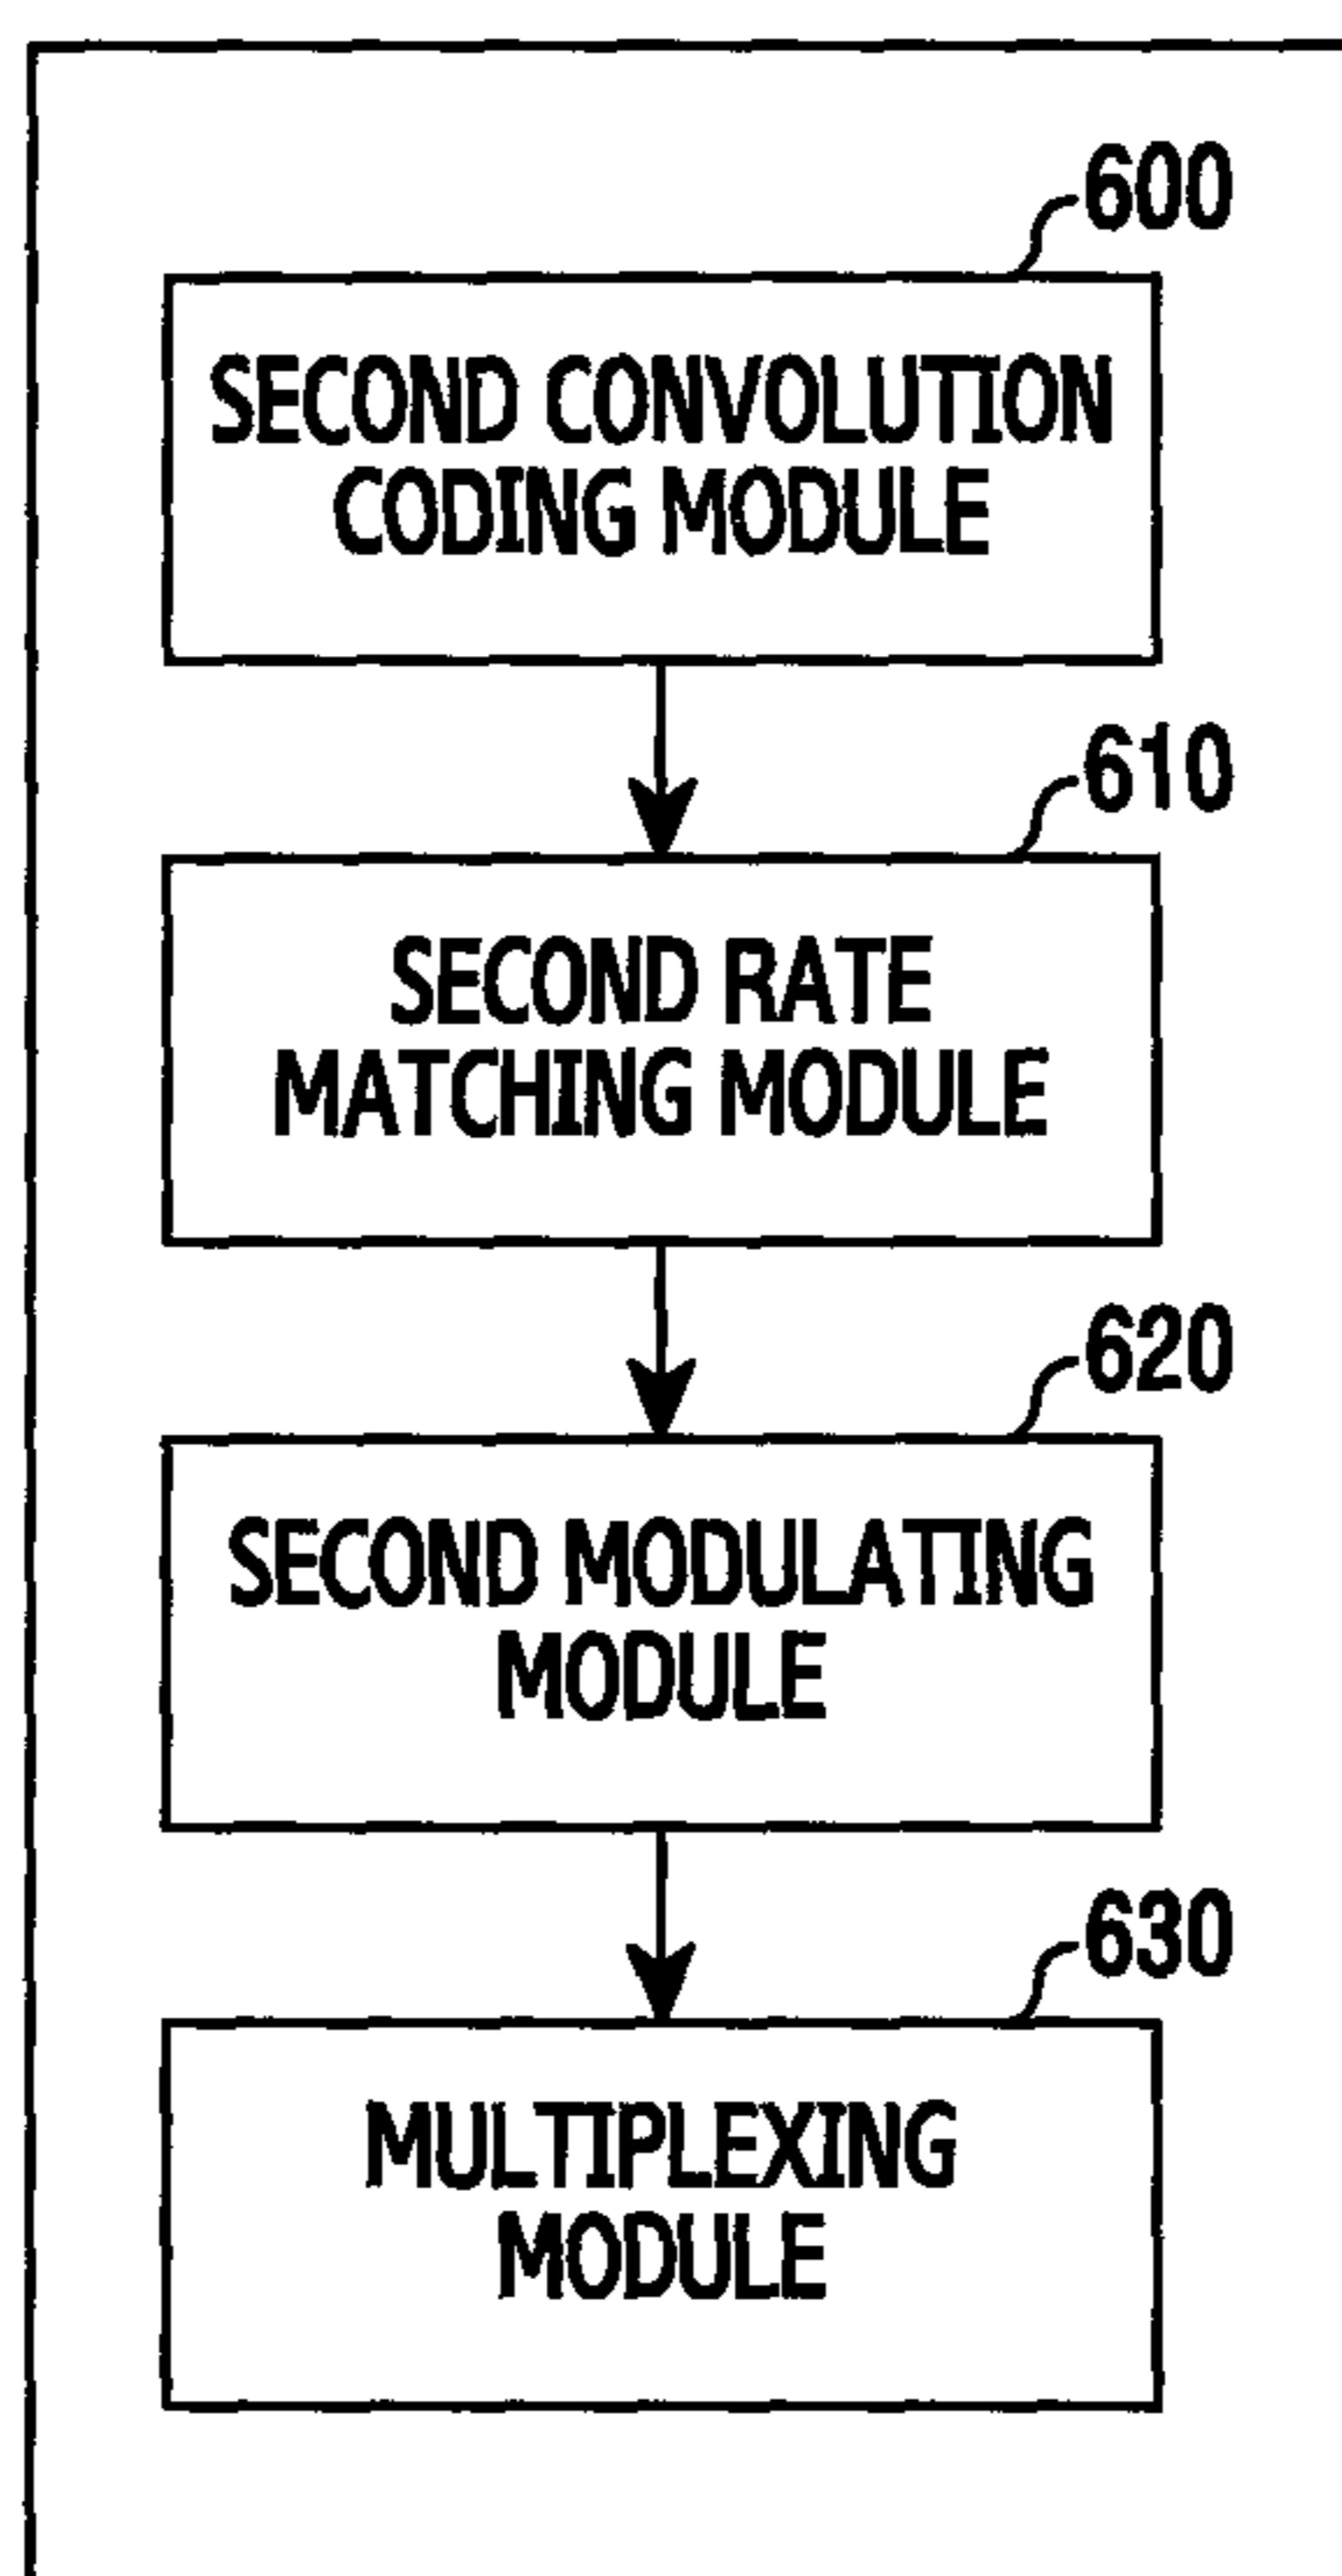 600
SECOND CONVOLUTION
CODING MODULE
610
SECOND RATE
MATCHING MODULE
620
SECOND MODULATING
MODULE
630
MULTIPLEXING
MODULE